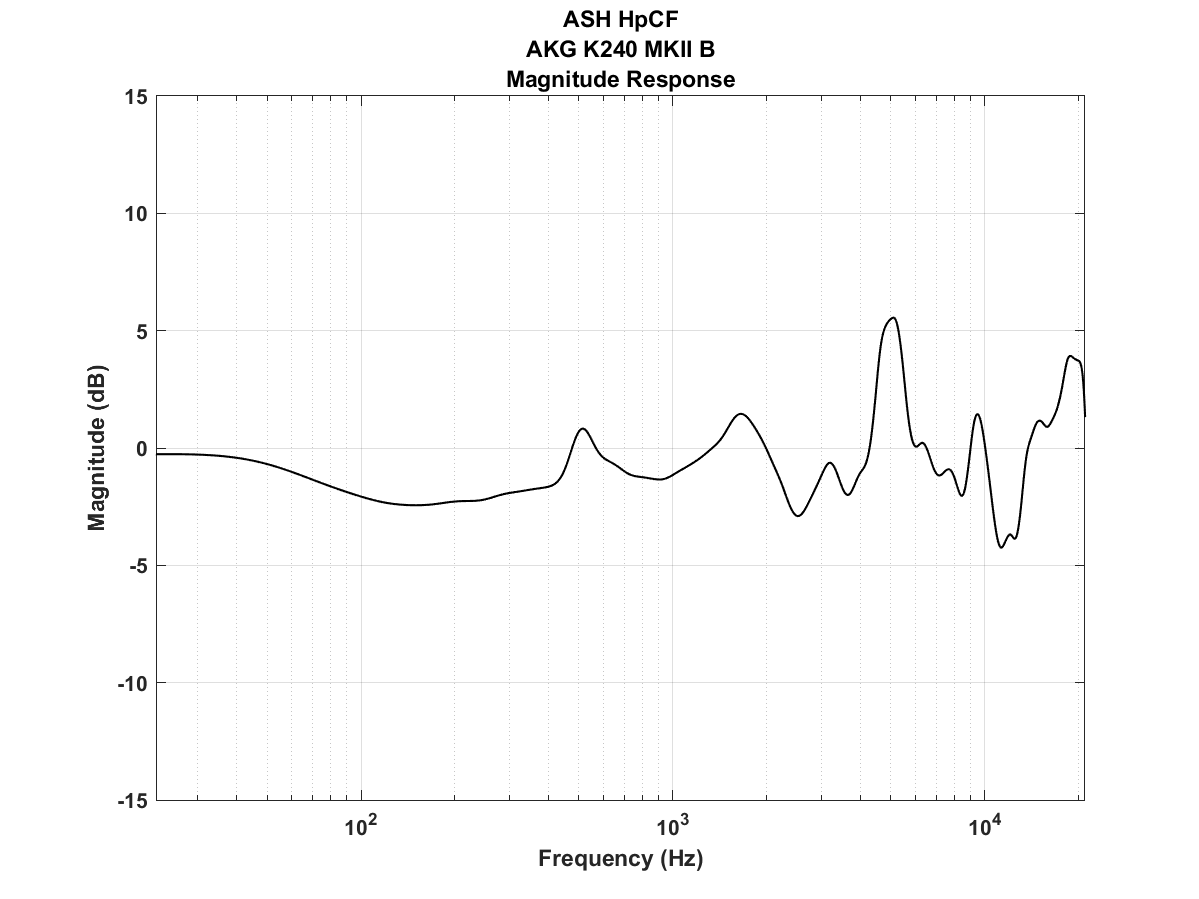 ASH HpCF
AKG K240 MKII B
Magnitude Response
15
10
5
0
-5
-10
-15
Magnitude (dB)
10²
10³
10⁴
Frequency (Hz)